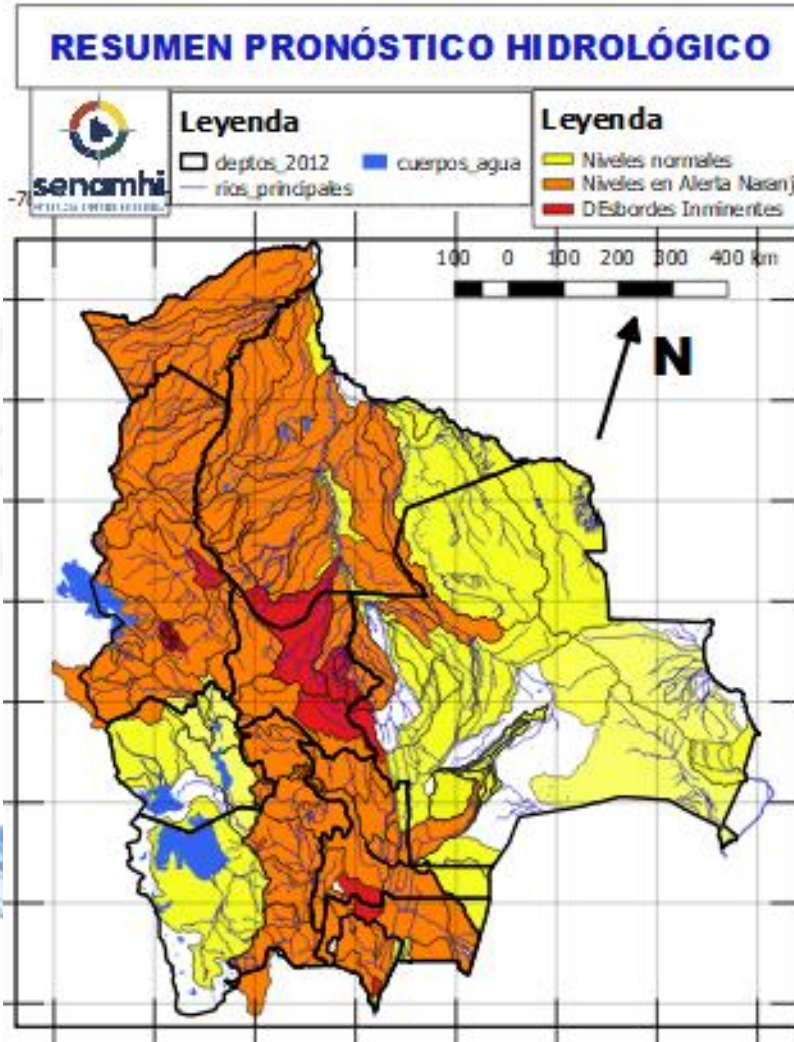 RESUMEN PRONÓSTICO HIDROLÓGICO
senamhi
Leyenda
deptos_2012
cuerpos_agua
rios_principales
Leyenda
Niveles normales
Niveles en Alerta Naranj
DEsbordes Inminentes
-7
100 0 100 200 300 400 km
N